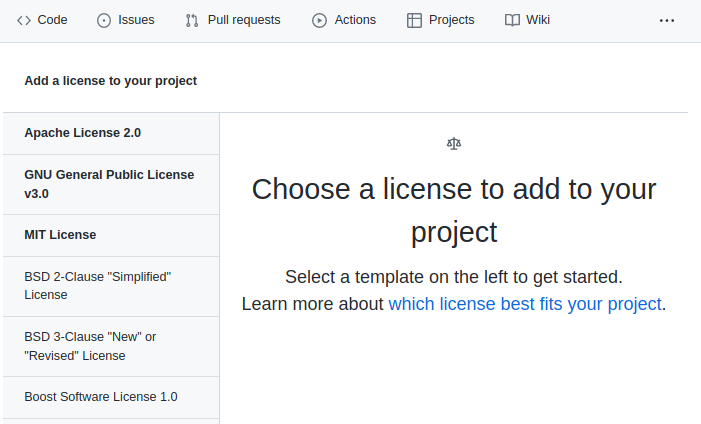 Code Issues Pull requests Actions Projects Wiki
Add a license to your project
Apache License 2.0
GNU General Public License
v3.0
MIT License
BSD 2-Clause "Simplified"
License
BSD 3-Clause "New" or
"Revised" License
Boost Software License 1.0
Choose a license to add to your
project
Select a template on the left to get started.
Learn more about which license best fits your project.